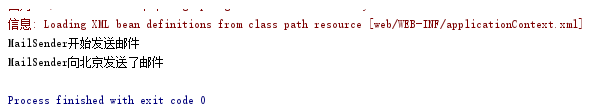 信息: Loading XML bean definitions from class path resource [web/WEB-INF/applicationContext.xml]
MailSender开始发送邮件
MailSender向北京发送了邮件
Process finished with exit code 0